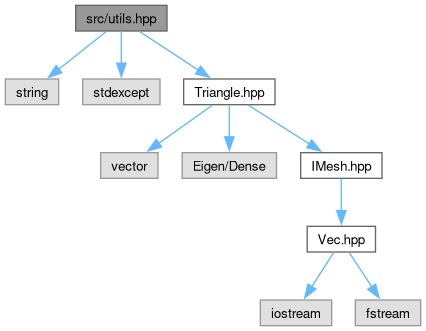 src/utils.hpp
string
stdexcept
Triangle.hpp
vector
Eigen/Dense
IMesh.hpp
Vec.hpp
iostream
fstream